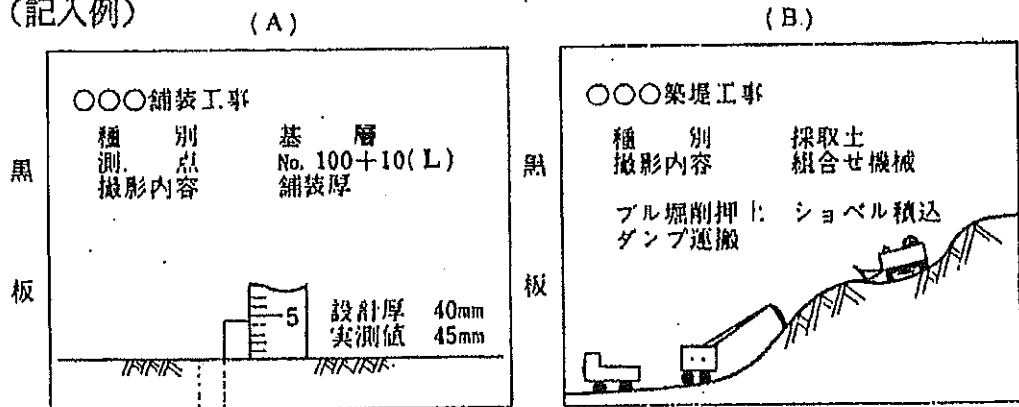 (記入例)
(A)
○○○舗装工事
種別 基層
測点 No. 100+10(L)
撮影内容 舗装厚
5
設計厚 40mm
実測値 45mm
黒板
(B)
○○○築堤工事
種別 採取土
撮影内容 組合せ機械
ブル堀削押土 ショベル積込
ダンプ運搬
黒板